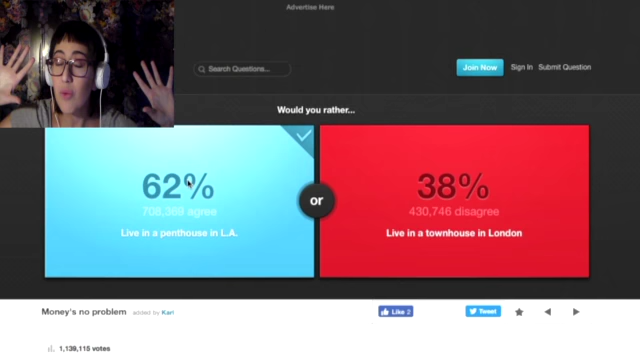 Advertise Here
Search Questions...
Join Now
Sign In
Submit Question
Would you rather...
62%
708,369 agree
Live in a penthouse in L.A.
or
38%
430,746 disagree
Live in a townhouse in London
Money's no problem added by Karl
Like 2
Tweet
1,139,115 votes